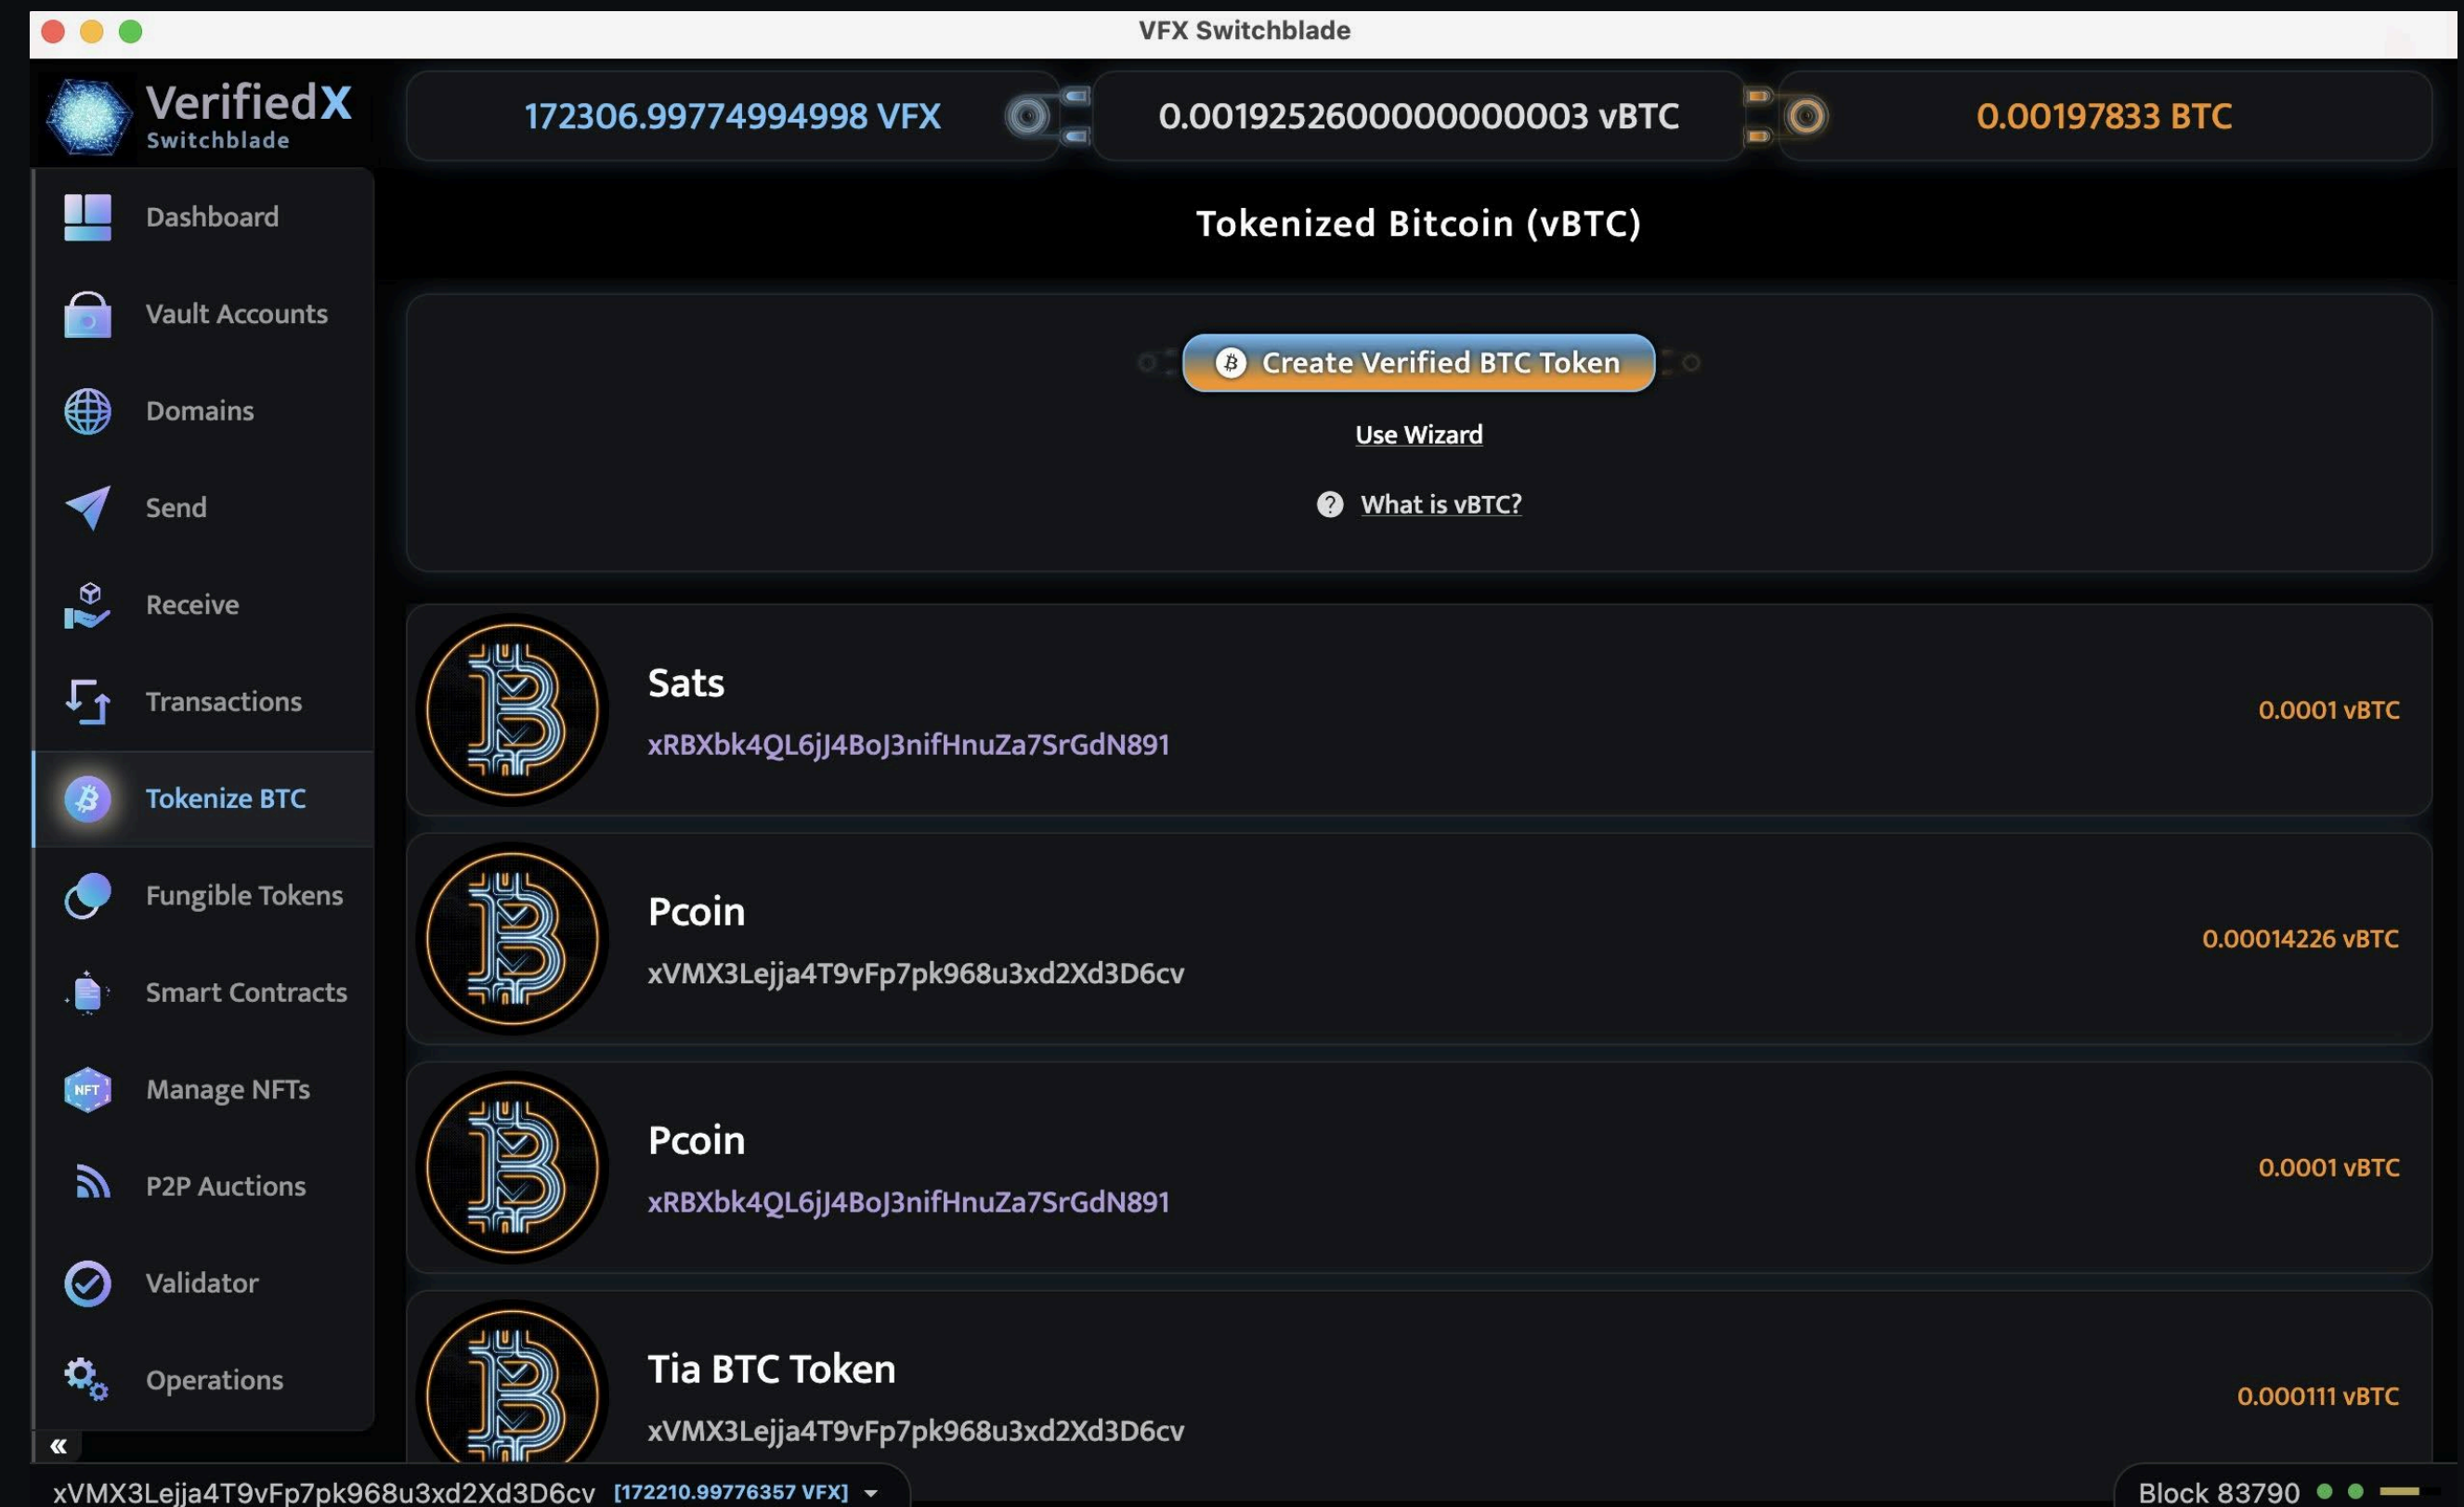 VFX Switchblade
VerifiedX
Switchblade
172306.99774994998 VFX
0.0019252600000000003 vBTC
0.00197833 BTC
Dashboard
Vault Accounts
Domains
Send
Receive
Transactions
Tokenize BTC
Fungible Tokens
Smart Contracts
NFT
Manage NFTs
P2P Auctions
Validator
Operations
«
Tokenized Bitcoin (vBTC)
Create Verified BTC Token
Use Wizard
? What is vBTC?
Sats
xRBXbk4QL6jJ4BoJ3nifHnuZa7SrGdN891
0.0001 vBTC
Pcoin
xVMX3Lejja4T9vFp7pk968u3xd2Xd3D6cv
0.00014226 vBTC
Pcoin
xRBXbk4QL6jJ4BoJ3nifHnuZa7SrGdN891
0.0001 vBTC
Tia BTC Token
xVMX3Lejja4T9vFp7pk968u3xd2Xd3D6cv
0.000111 vBTC
xVMX3Lejja4T9vFp7pk968u3xd2Xd3D6cv [172210.99776357 VFX]
Block 83790